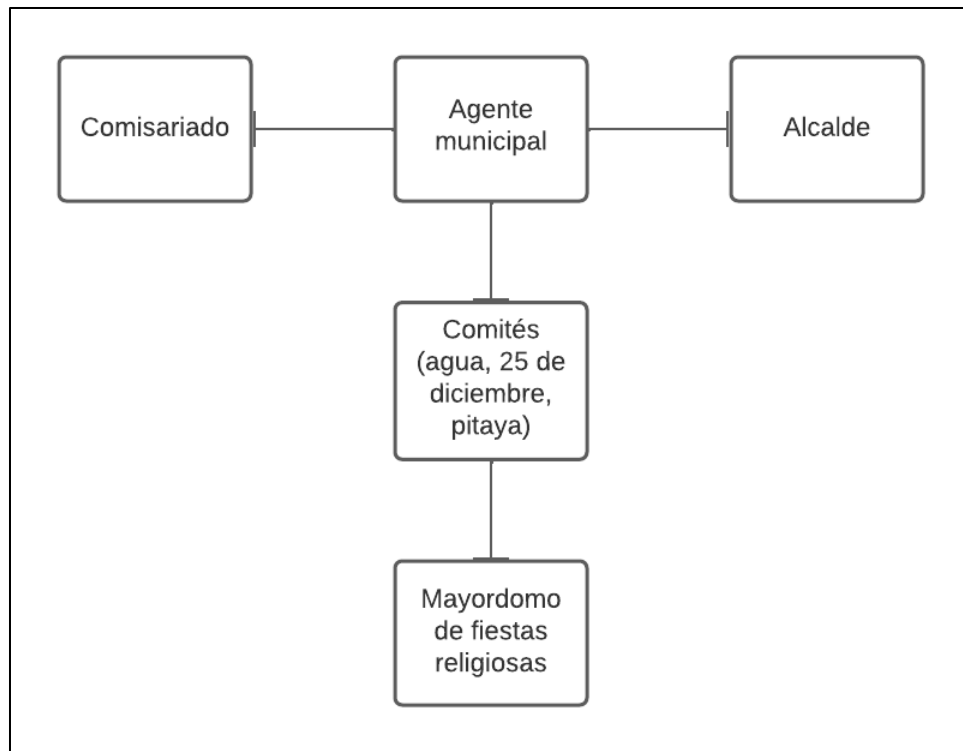 Comisariado
Agente
municipal
Alcalde
Comités
(agua, 25 de
diciembre,
pitaya)
Mayordomo
de fiestas
religiosas